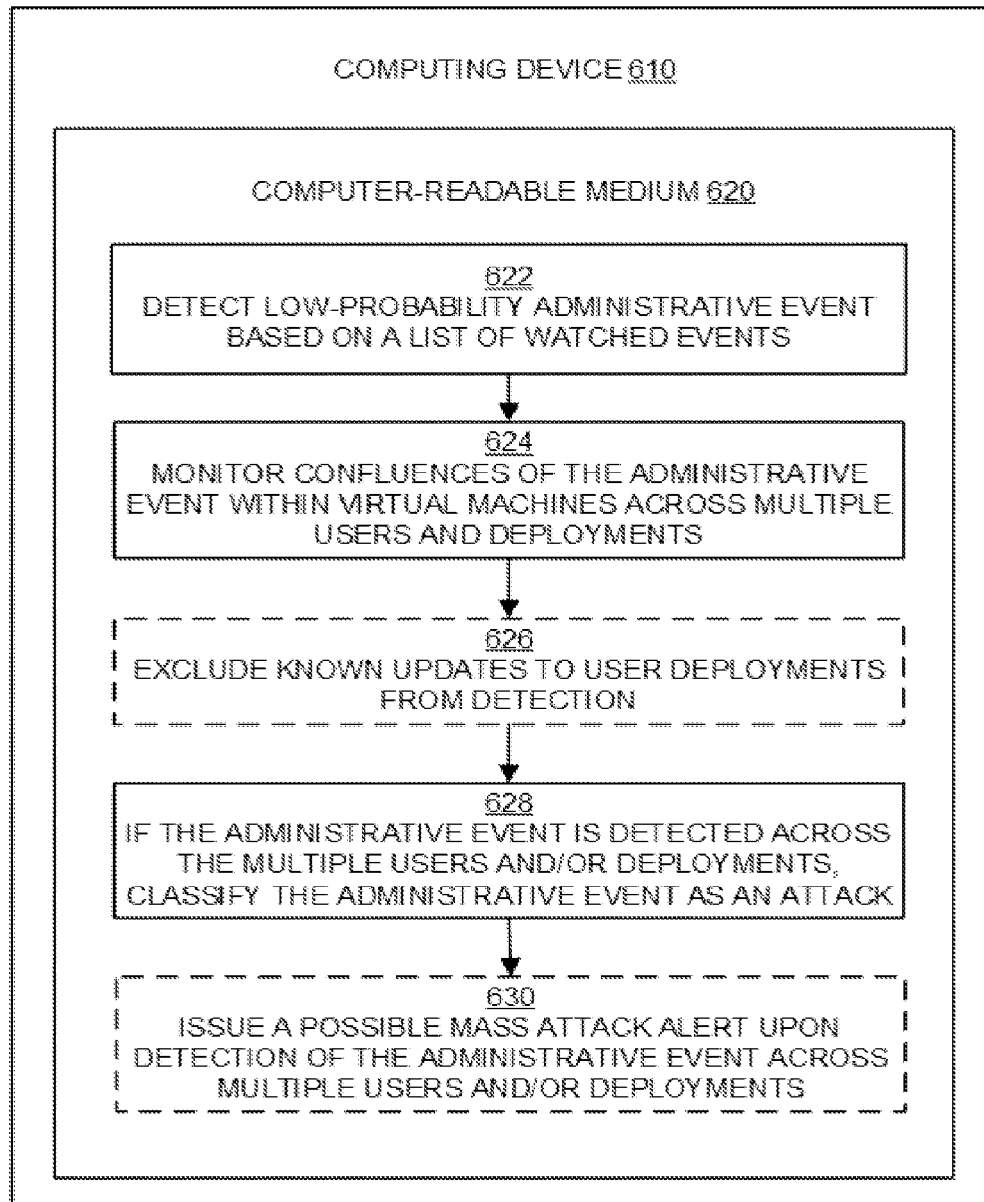 COMPUTING DEVICE 610
COMPUTER-READABLE MEDIUM 620
622
DETECT LOW-PROBABILITY ADMINISTRATIVE EVENT
BASED ON A LIST OF WATCHED EVENTS
624
MONITOR CONFLUENCES OF THE ADMINISTRATIVE
EVENT WITHIN VIRTUAL MACHINES ACROSS MULTIPLE
USERS AND DEPLOYMENTS
626
EXCLUDE KNOWN UPDATES TO USER DEPLOYMENTS
FROM DETECTION
628
IF THE ADMINISTRATIVE EVENT IS DETECTED ACROSS
THE MULTIPLE USERS AND/OR DEPLOYMENTS,
CLASSIFY THE ADMINISTRATIVE EVENT AS AN ATTACK
630
ISSUE A POSSIBLE MASS ATTACK ALERT UPON
DETECTION OF THE ADMINISTRATIVE EVENT ACROSS
MULTIPLE USERS AND/OR DEPLOYMENTS